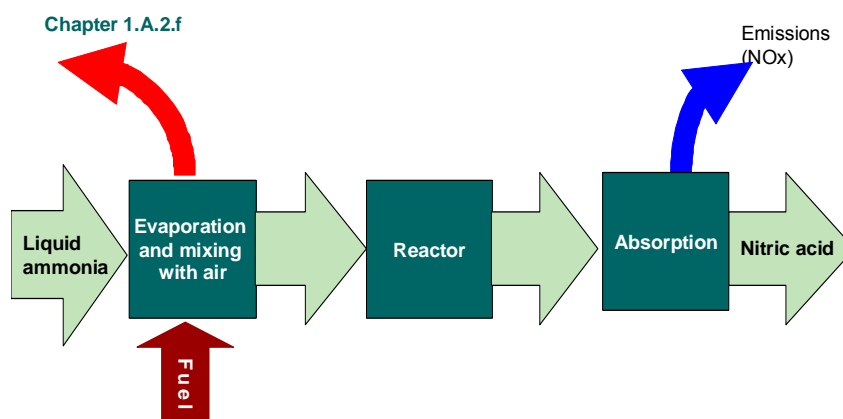 Chapter 1.A.2.f
Emissions
(NOx)
Liquid
ammonia
Evaporation
and mixing
with air
Reactor
Absorption
Nitric acid
Fuel